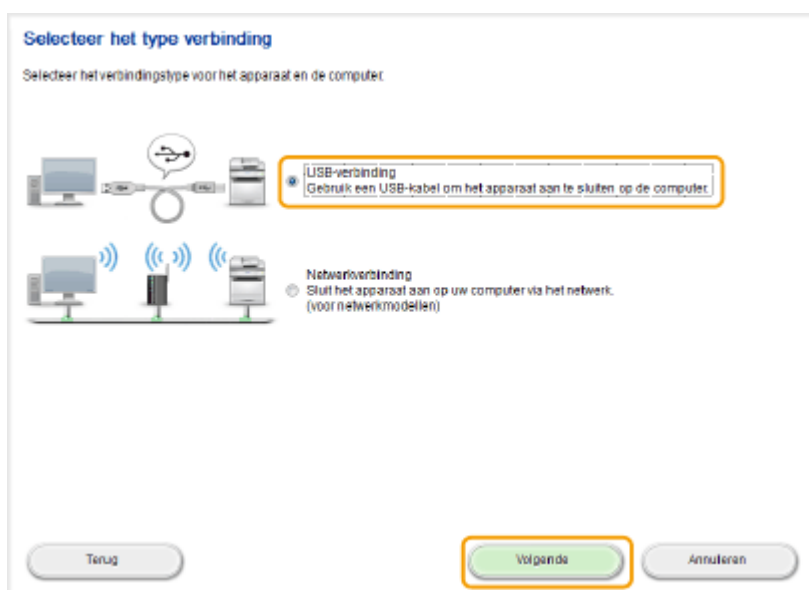 Selecteer het type verbinding
Selecteer het verbindingstype voor het apparaat en de computer.
USB-verbinding
Gebruik een USB-kabel om het apparaat aan te sluiten op de computer.
Netwerkverbinding
Sluit het apparaat aan op uw computer via het netwerk.
(voor netwerkmodellen)
Terug
Volgende
Annuleren